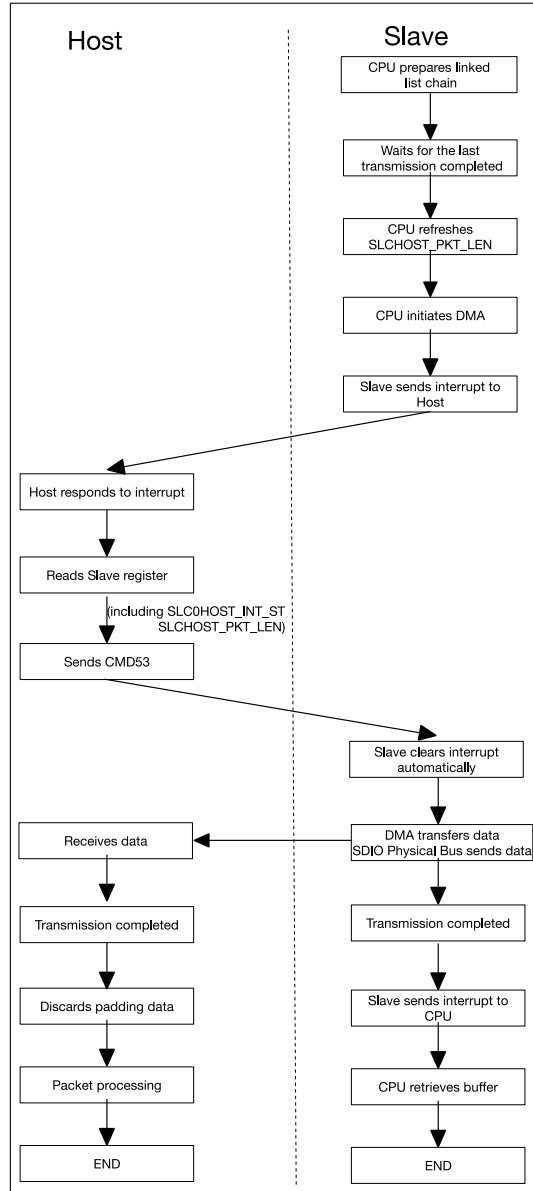 Host
Slave
CPU prepares linked
list chain
Waits for the last
transmission completed
CPU refreshes
SLCHOST_PKT_LEN
CPU initiates DMA
Slave sends interrupt to
Host
Host responds to interrupt
Reads Slave register
(including SLC0HOST_INT_ST
SLCHOST_PKT_LEN)
Sends CMD53
Slave clears interrupt
automatically
DMA transfers data
SDIO Physical Bus sends data
Receives data
Transmission completed
Transmission completed
Discards padding data
Slave sends interrupt to
CPU
Packet processing
CPU retrieves buffer
END
END